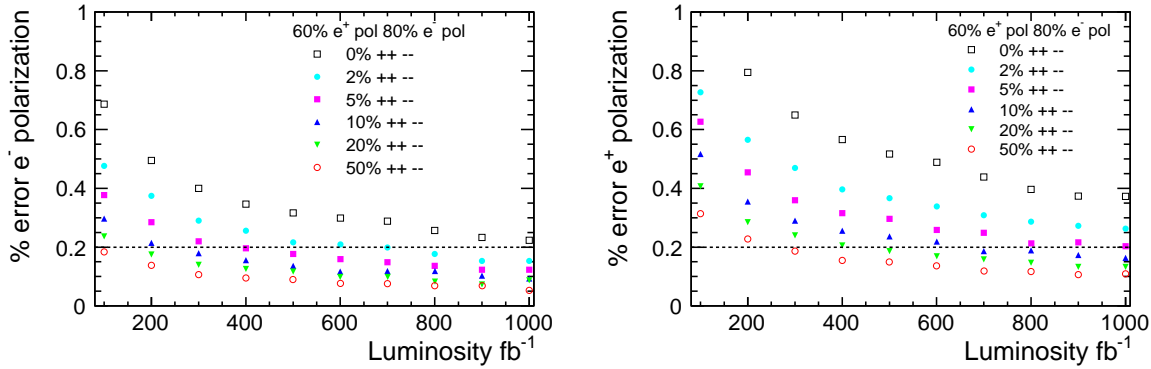 % error e⁻ polarization
1
0.8
0.6
0.4
0.2
0
60% e⁺ pol 80% e⁻ pol
0% ++ --
2% ++ --
5% ++ --
10% ++ --
20% ++ --
50% ++ --
200 400 600 800 1000
Luminosity fb⁻¹
% error e⁺ polarization
1
0.8
0.6
0.4
0.2
0
60% e⁺ pol 80% e⁻ pol
0% ++ --
2% ++ --
5% ++ --
10% ++ --
20% ++ --
50% ++ --
200 400 600 800 1000
Luminosity fb⁻¹